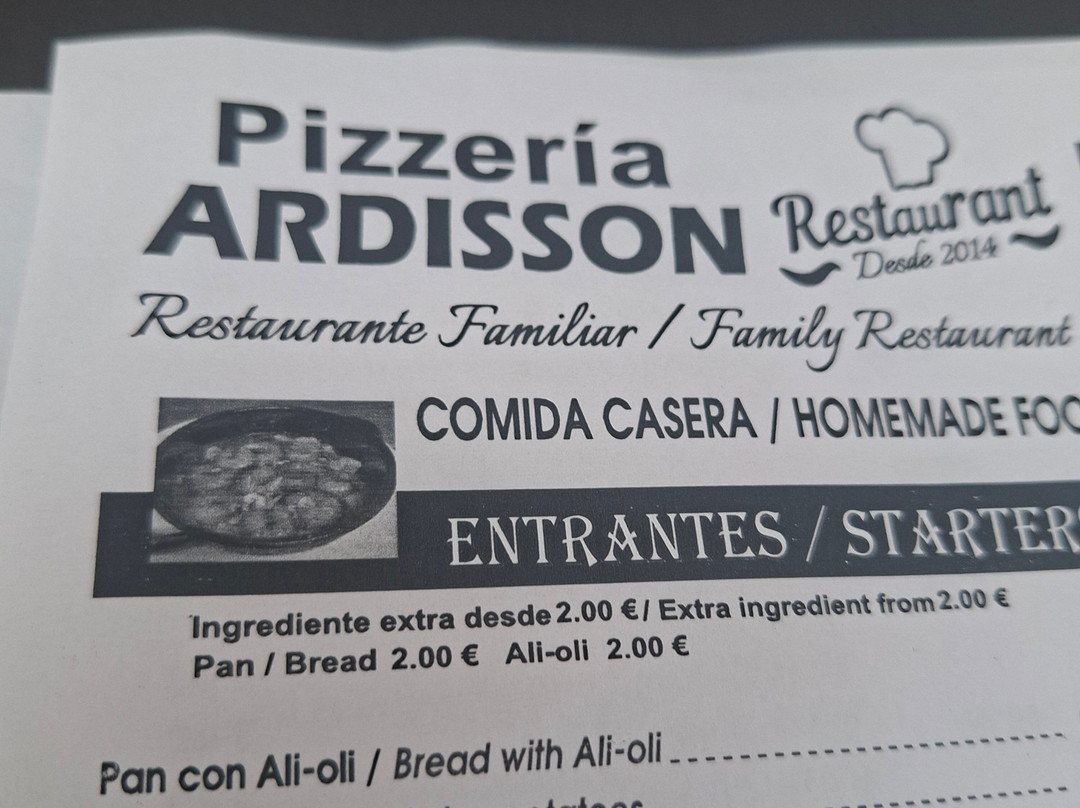 Pizzería
ARDISSON
Restaurant
Desde 2014
Restaurante Familiar / Family Restaurant
COMIDA CASERA / HOMEMADE
ENTRANTES / STARTERS
Ingrediente extra desde 2.00 €/ Extra ingredient from 2.00 €
Pan / Bread 2.00 € Ali-oli 2.00 €
Pan con Ali-oli / Bread with Ali-oli